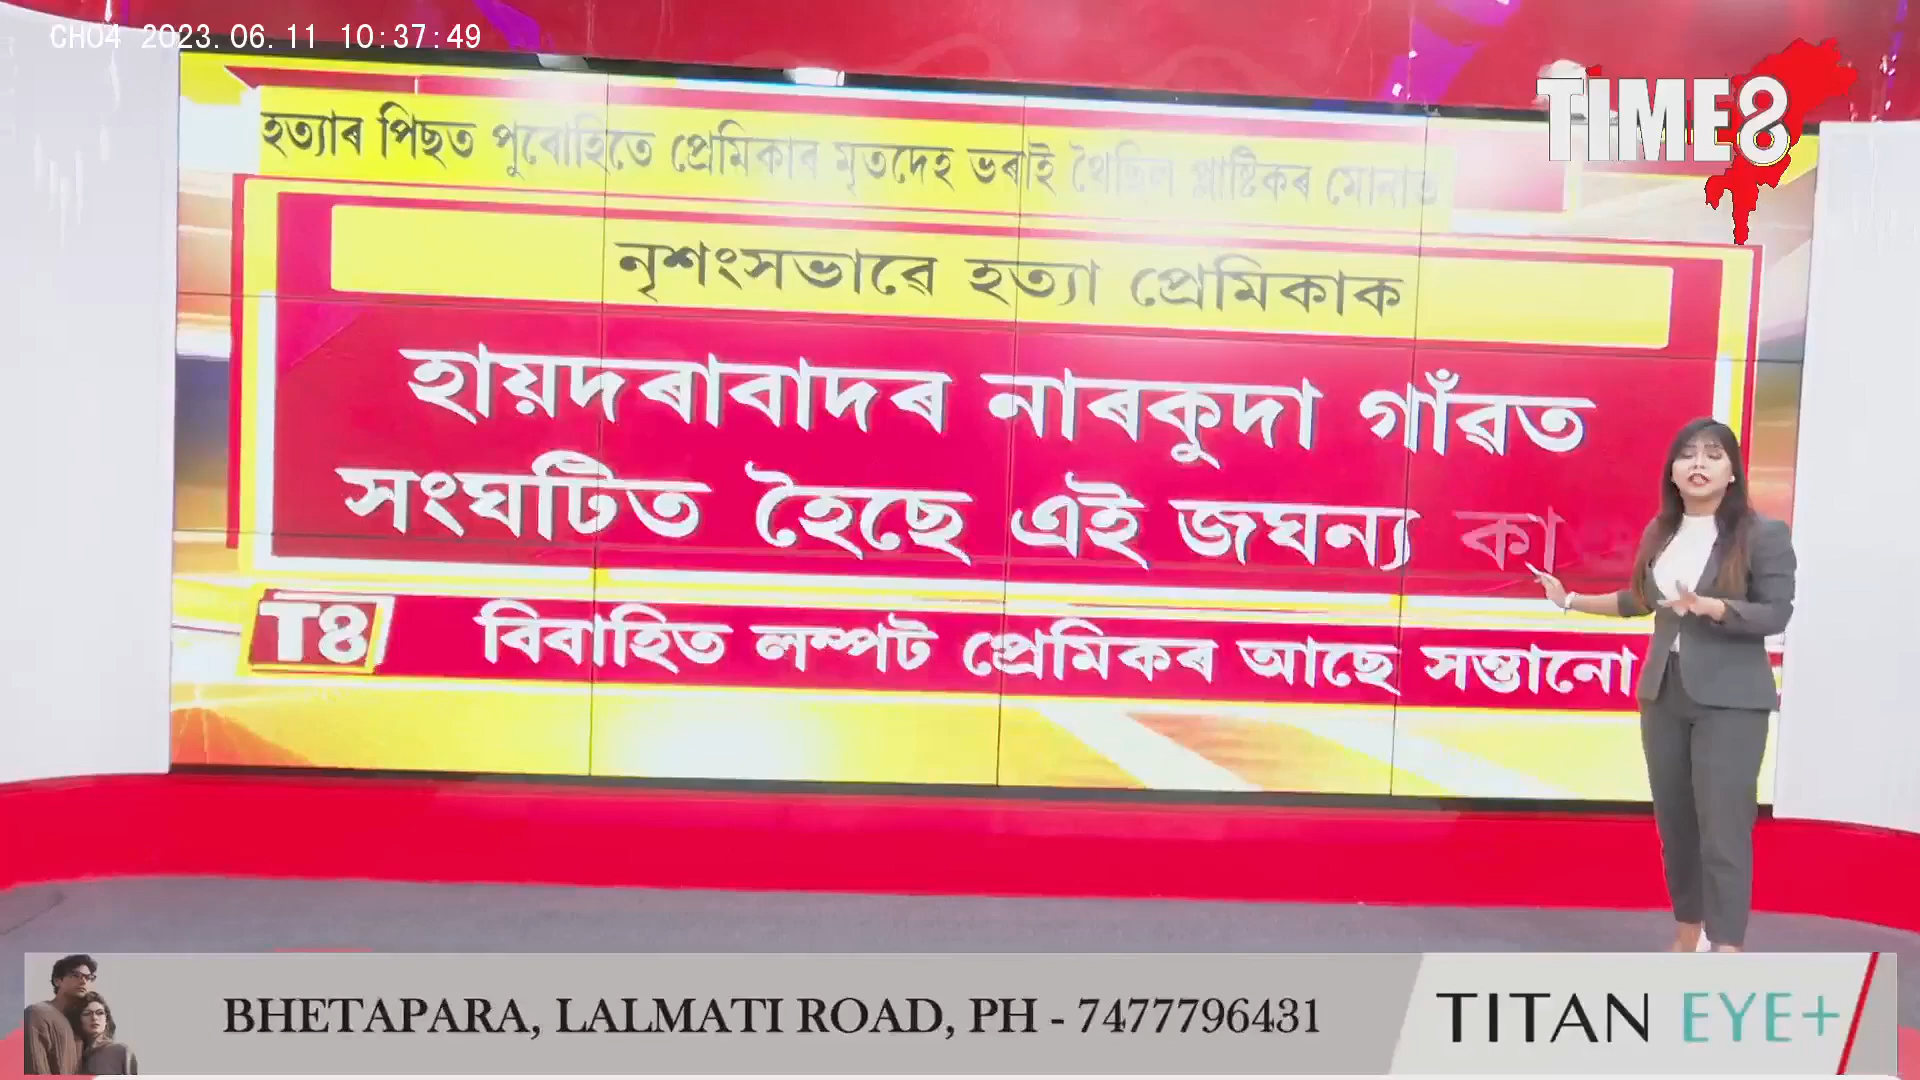 CH04 2023.06.11 10:37:49
TIME8
হত্যাৰ পিছত পুৰোহিতে প্ৰেমিকাৰ মৃতদেহ ভৰাই থৈছিল প্লাষ্টিকৰ মোনাত
নৃশংসভাৱে হত্যা প্ৰেমিকাক
হায়দৰাবাদৰ নাৰকুদা গাঁৱত
সংঘটিত হৈছে এই জঘন্য
T8 বিবাহিত লম্পট প্ৰেমিকৰ আছে সন্তানো
BHETAPARA, LALMATI ROAD, PH - 7477796431
TITAN EYE+